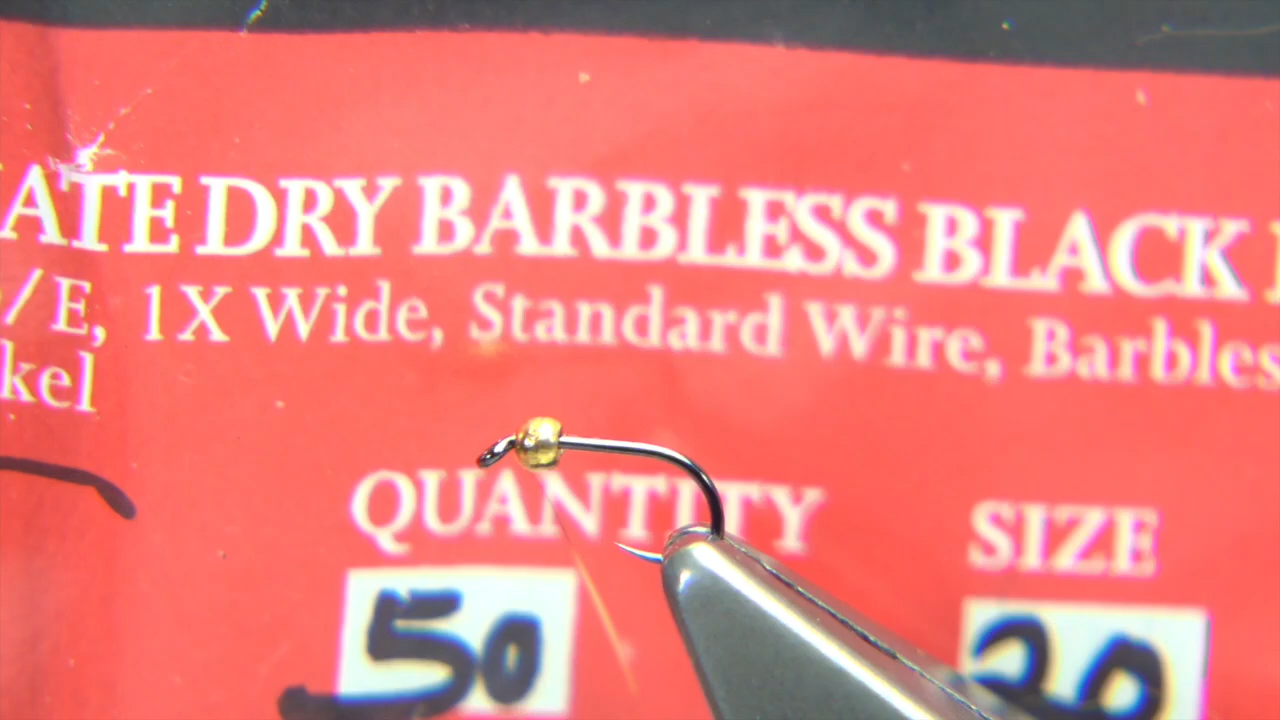 ATE DRY BARBLESS BLACK
/E, 1X Wide, Standard Wire, Barbles
kel
QUANTITY SIZE
50 20